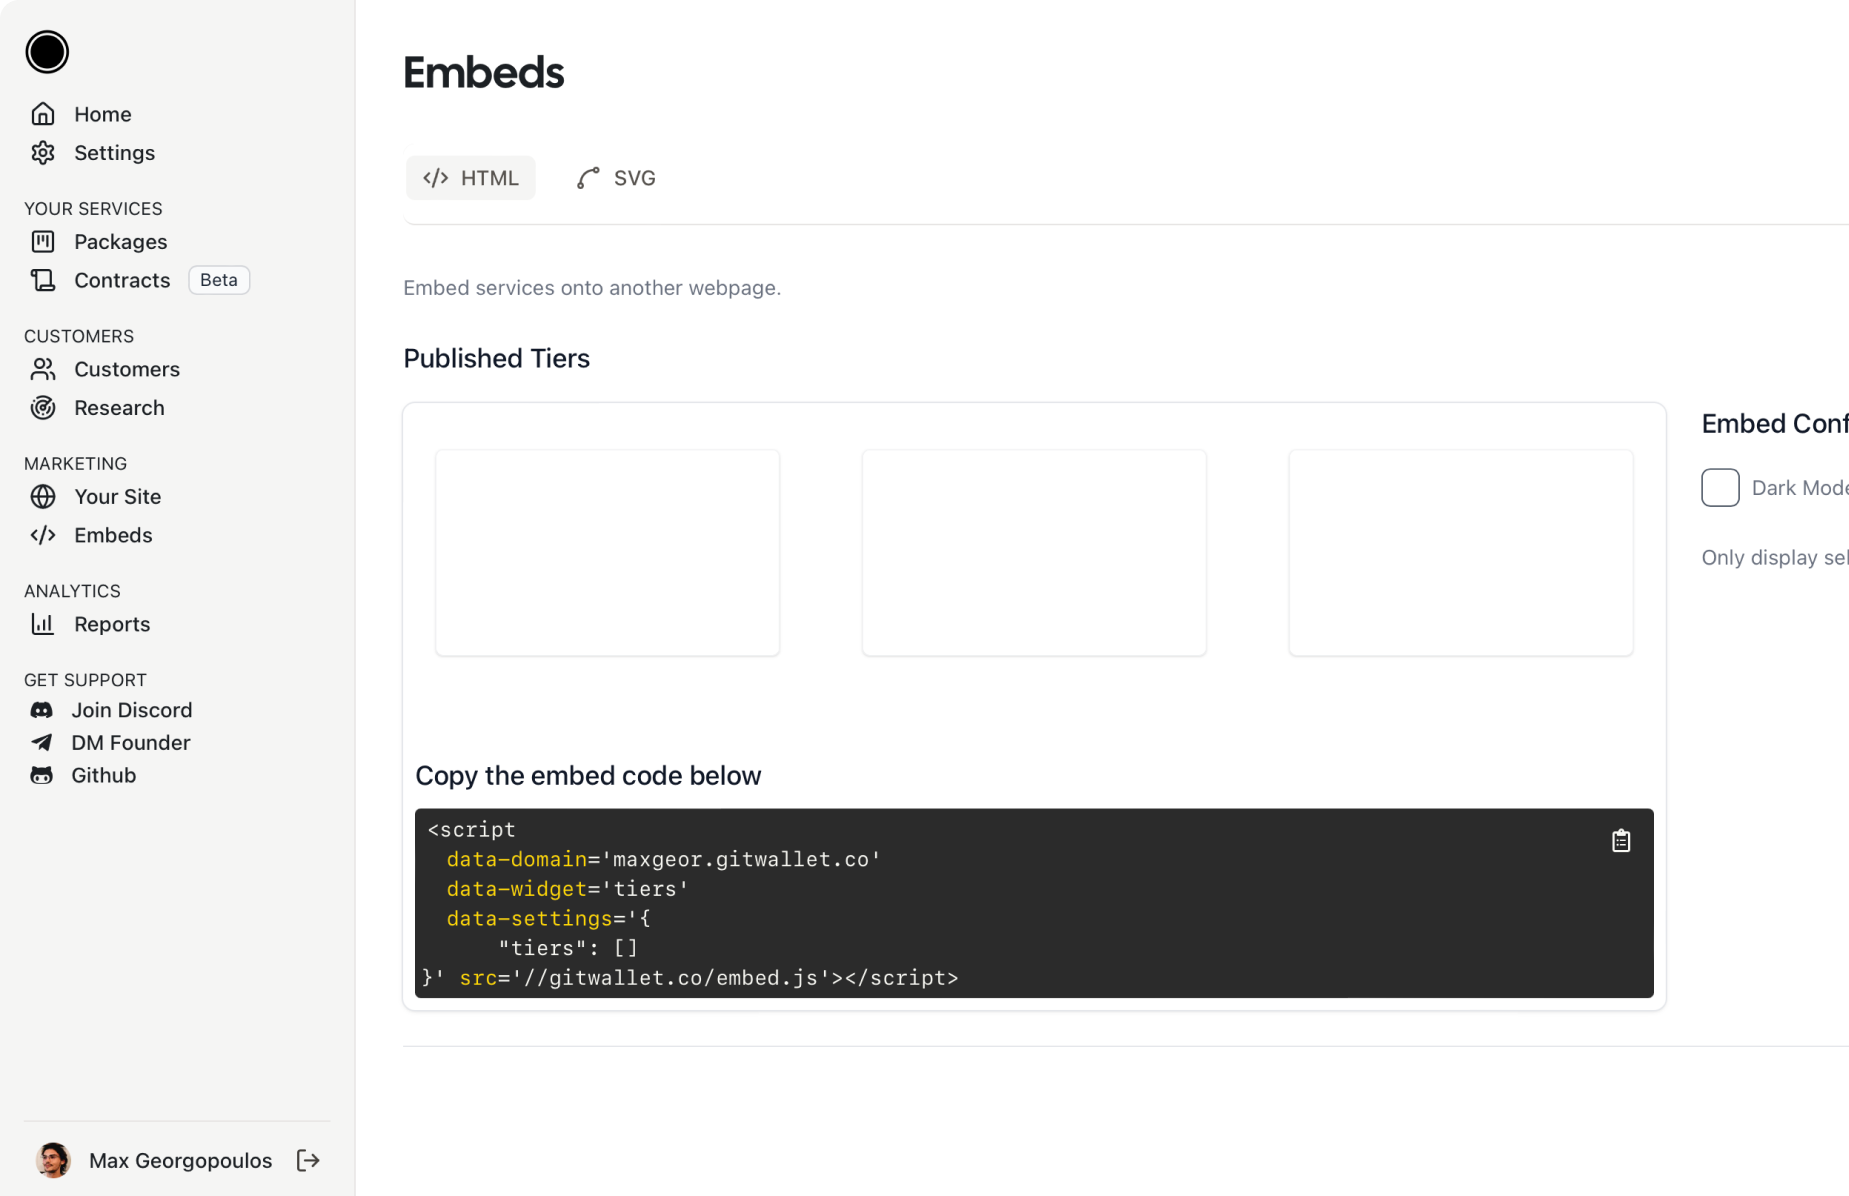 Home
Settings
YOUR SERVICES
Packages
Contracts Beta
CUSTOMERS
Customers
Research
MARKETING
Your Site
Embeds
ANALYTICS
Reports
GET SUPPORT
Join Discord
DM Founder
Github
Max Georgopoulos
Embeds
HTML SVG
Embed services onto another webpage.
Published Tiers
Copy the embed code below
<script
data-domain='maxgeor.gitwallet.co'
data-widget='tiers'
data-settings='{
"tiers": []
}' src='//gitwallet.co/embed.js'></script>
Embed Conf
Dark Mode
Only display sel